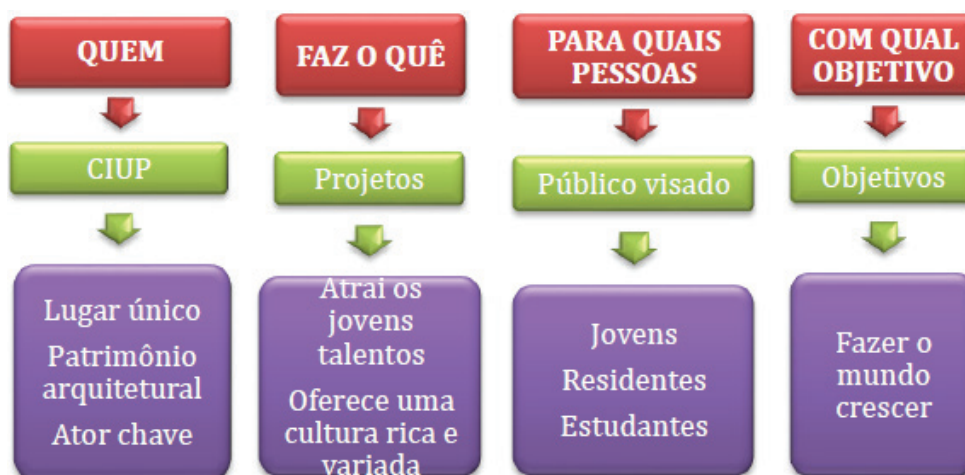 QUEM
CIUP
Lugar único
Patrimônio
arquitetural
Ator chave
FAZ O QUÊ
Projetos
Atrai os
jovens
talentos
Oferece uma
cultura rica e
variada
PARA QUAIS
PESSOAS
Público visado
Jovens
Residentes
Estudantes
COM QUAL
OBJETIVO
Objetivos
Fazer o
mundo
crescer